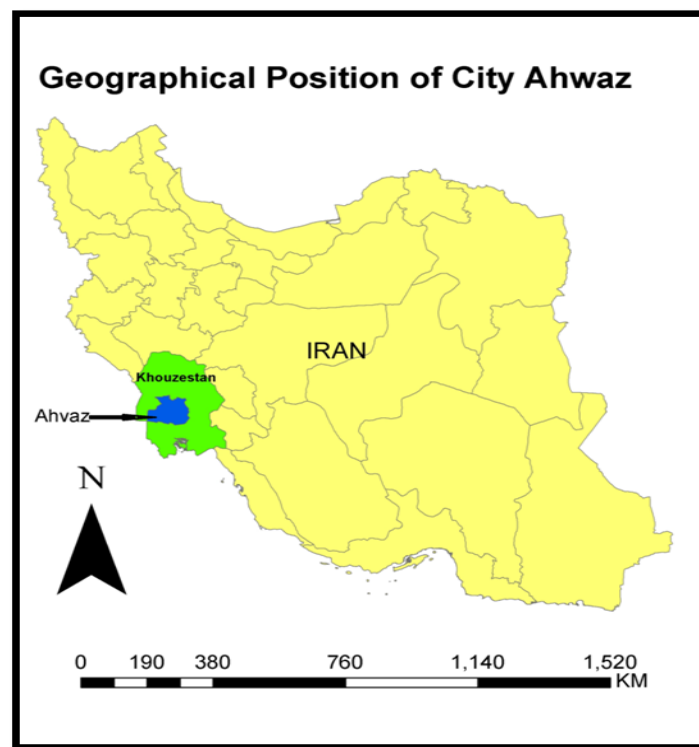 Geographical Position of City Ahwaz
IRAN
Khouzestan
Ahvaz
N
0 190 380 760 1,140 1,520
KM